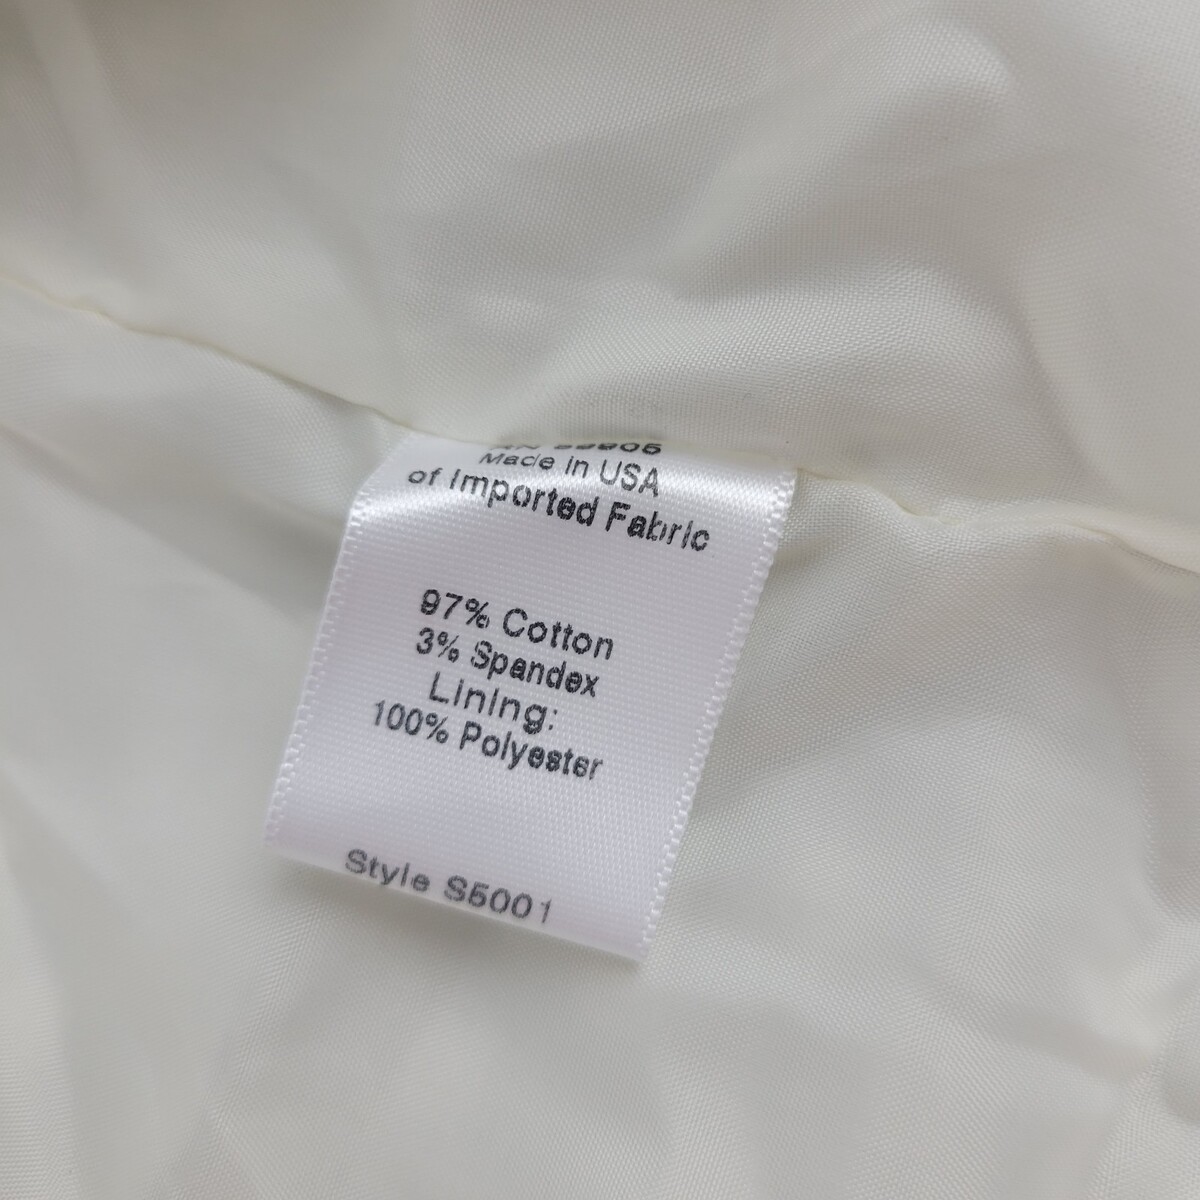 Made in USA
of Imported Fabric
97% Cotton
3% Spandex
Lining:
100% Polyester
Style S5001